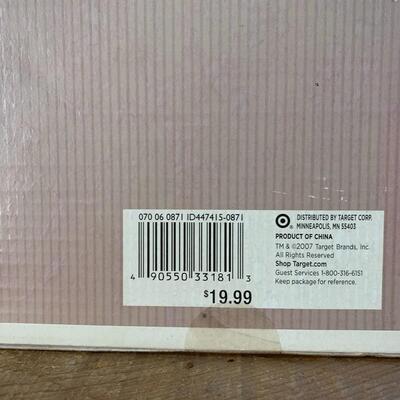 070 06 0871 ID447415-0871
4 90550 33181 3
$19.99
DISTRIBUTED BY TARGET CORP.
MINNEAPOLIS, MN 55403
PRODUCT OF CHINA
TM & ©2007 Target Brands, Inc.
All Rights Reserved
Shop Target.com
Guest Services 1-800-316-6151
Keep package for reference.